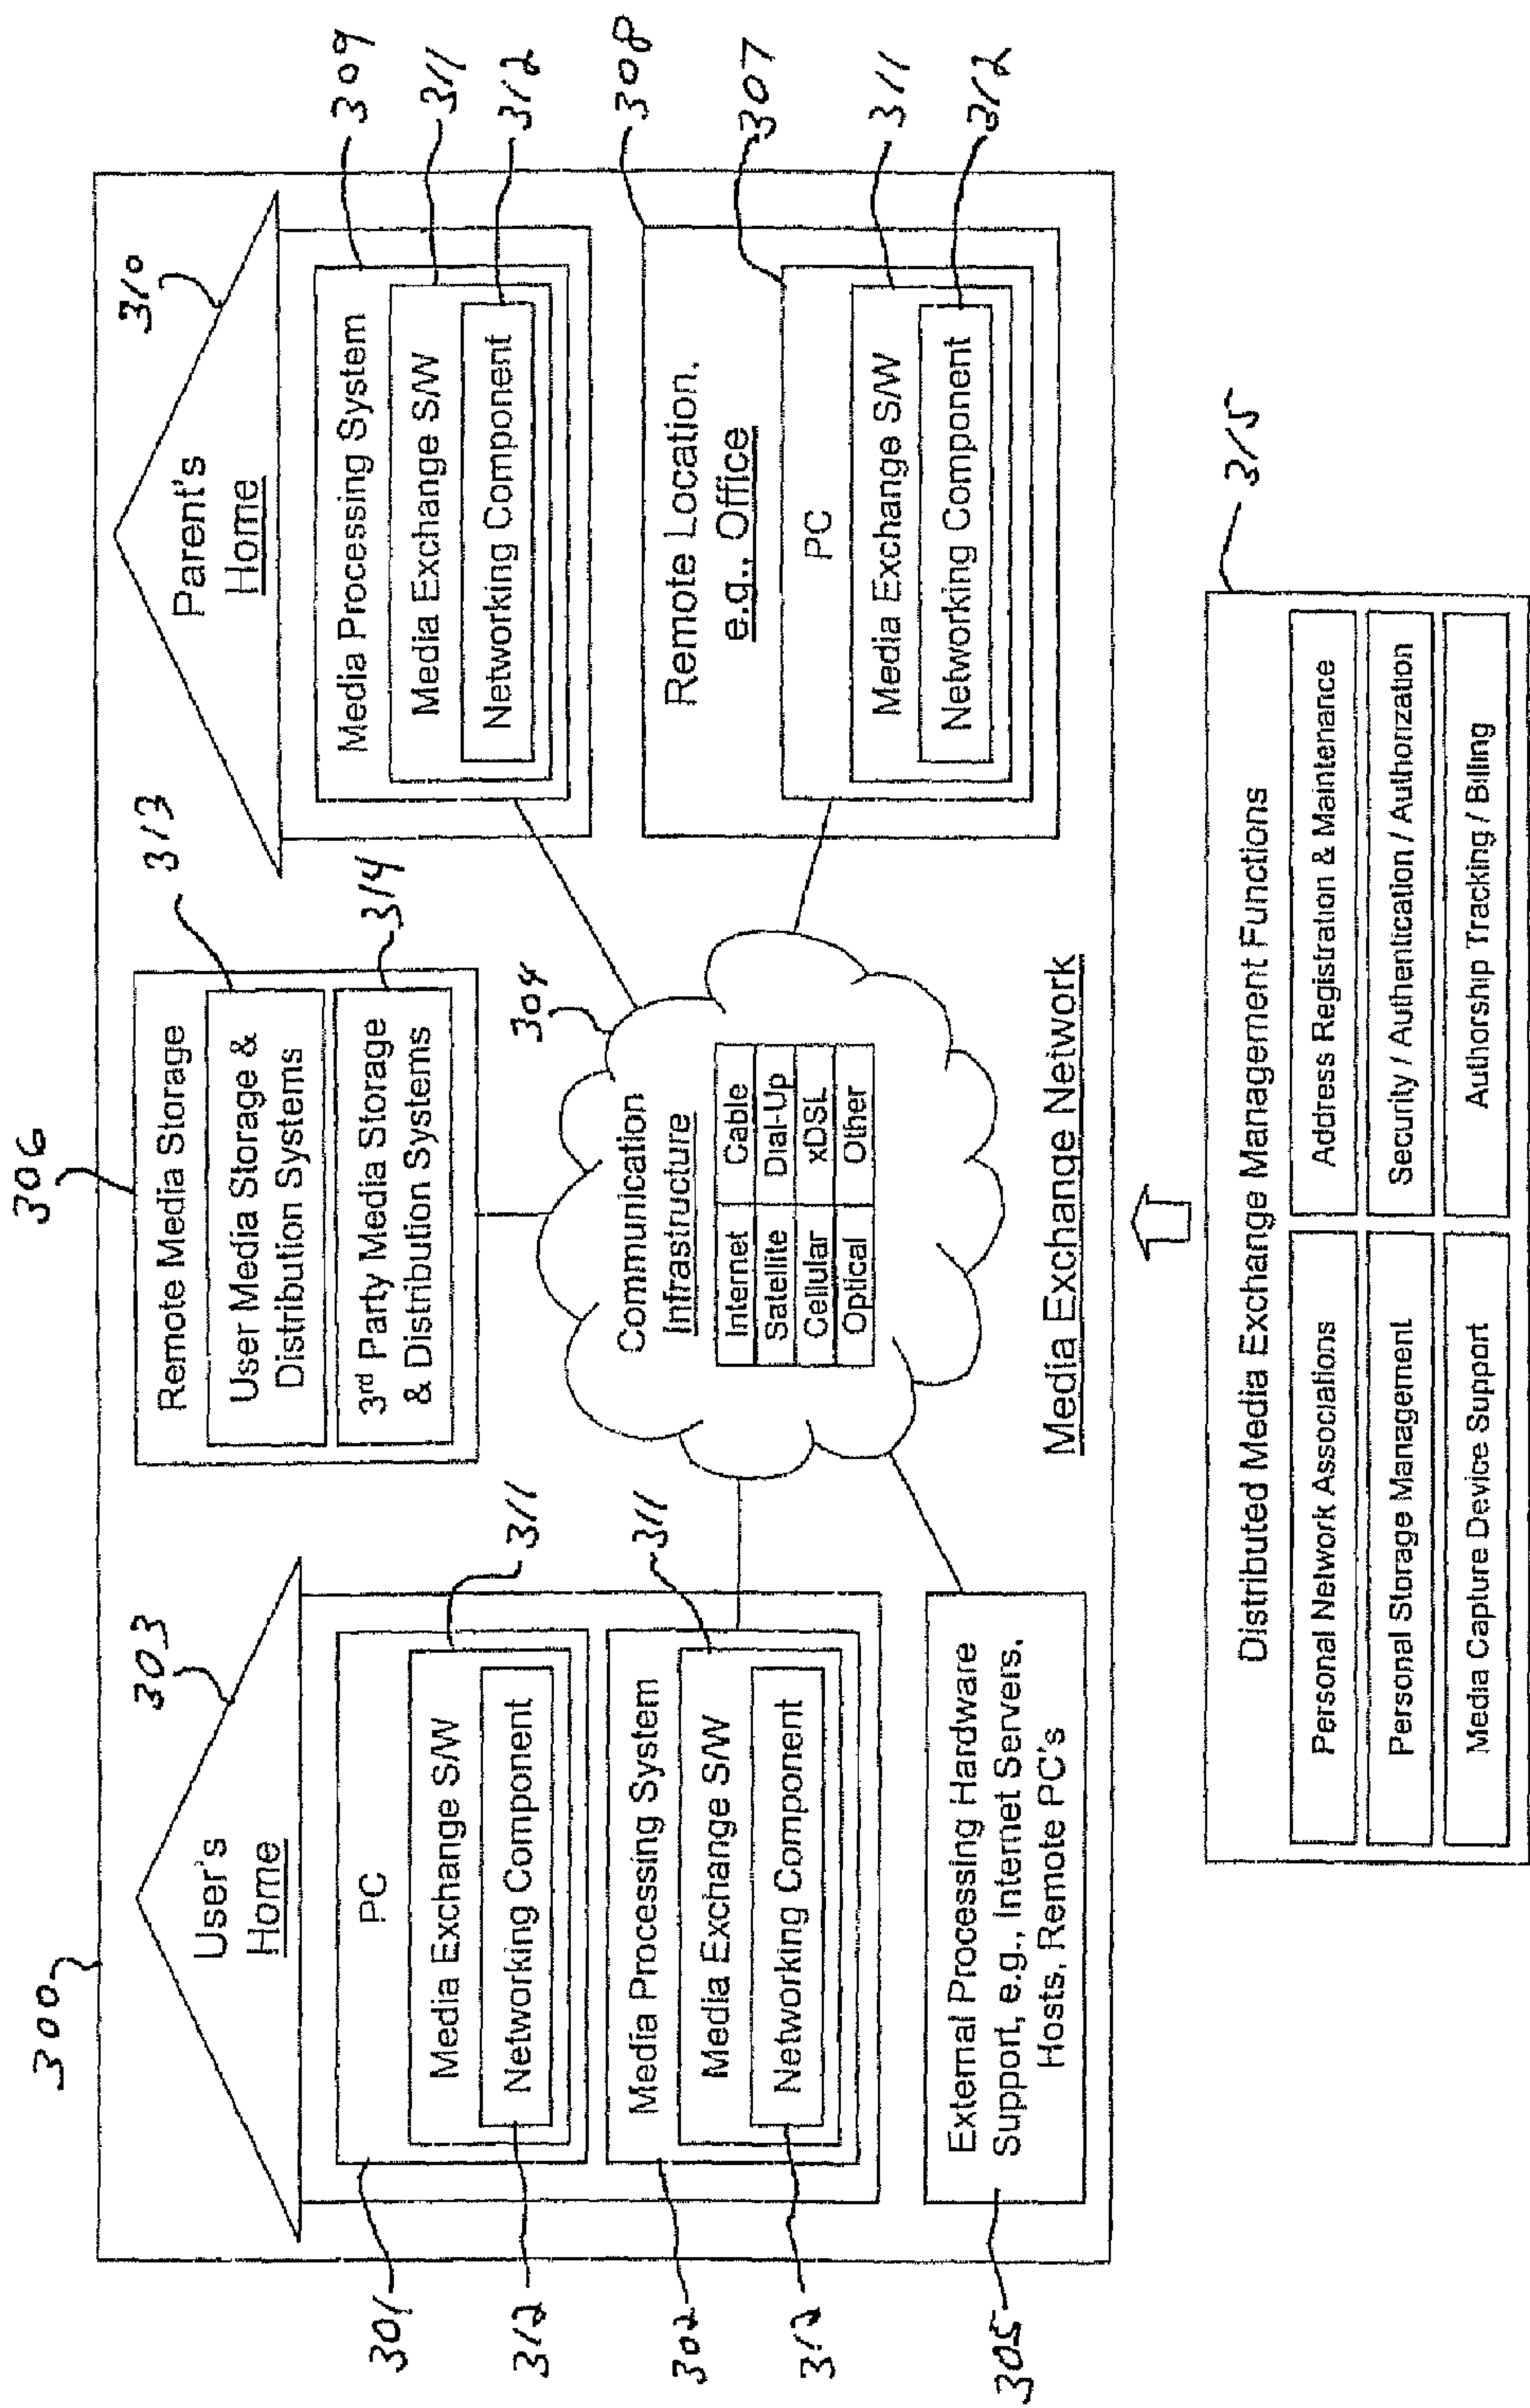 300
306
303
User's
Home
301
PC
Media Exchange S/W
311
Networking Component
312
302
Media Processing System
Media Exchange S/W
311
Networking Component
312
305
External Processing Hardware
Support, e.g., Internet Servers,
Hosts, Remote PC's
Remote Media Storage
313
User Media Storage &
Distribution Systems
314
3rd Party Media Storage
& Distribution Systems
304
Communication
Infrastructure
Internet Cable
Satellite Dial-Up
Cellular xDSL
Optical Other
310
Parent's
Home
309
Media Processing System
311
Media Exchange S/W
312
Networking Component
308
Remote Location,
e.g., Office
307
PC
311
Media Exchange S/W
312
Networking Component
Media Exchange Network
315
Distributed Media Exchange Management Functions
Personal Network Associations
Address Registration & Maintenance
Personal Storage Management
Security / Authentication / Authorization
Media Capture Device Support
Authorship Tracking / Billing